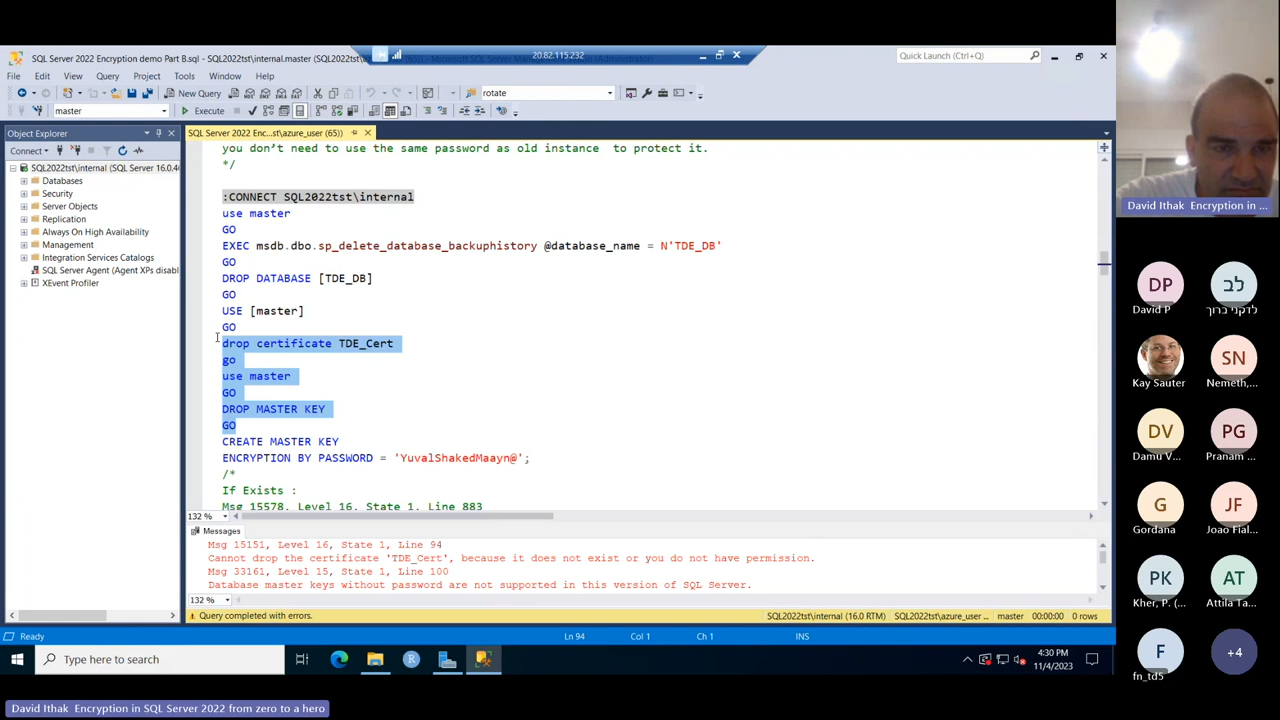 SQL Server 2022 Encryption demo Part B.sql - SQL2022tst\internal.master (SQL2022tst\azure_user (65))
20.82.115.232
Quick Launch (Ctrl+Q)
File Edit View Query Project Tools Window Help
New Query
rotate
master
Execute
Object Explorer
SQL Server 2022 Enc...st\azure_user (65))
Connect
SQL2022tst\internal (SQL Server 16.0.4
Databases
Security
Server Objects
Replication
Always On High Availability
Management
Integration Services Catalogs
SQL Server Agent (Agent XPs disabl
XEvent Profiler
you don't need to use the same password as old instance  to protect it.
*/
:CONNECT SQL2022tst\internal
use master
GO
EXEC msdb.dbo.sp_delete_database_backuphistory @database_name = N'TDE_DB'
GO
DROP DATABASE [TDE_DB]
GO
USE [master]
GO
drop certificate TDE_Cert
go
use master
GO
DROP MASTER KEY
GO
CREATE MASTER KEY
ENCRYPTION BY PASSWORD = 'YuvalShakedMaayn@';
/*
If Exists :
Msg 15578, Level 16, State 1, Line 883
132 %
Messages
Msg 15151, Level 16, State 1, Line 94
Cannot drop the certificate 'TDE_Cert', because it does not exist or you do not have permission.
Msg 33161, Level 15, State 1, Line 100
Database master keys without password are not supported in this version of SQL Server.
132 %
Query completed with errors.
SQL2022tst\internal (16.0 RTM)
SQL2022tst\azure_user ...
master
00:00:00
0 rows
Ready
Ln 94
Col 1
Ch 1
INS
Type here to search
4:30 PM
11/4/2023
David Ithak Encryption in SQL Server 2022 from zero to a hero
David Ithak Encryption in ...
DP
David P
לב
לדקני ברוך
Kay Sauter
SN
Nemeth,...
DV
Damu V...
PG
Pranam ...
G
Gordana
JF
Joao Fial...
PK
Kher, P. (...
AT
Attila Ta...
F
fn_td5
+4